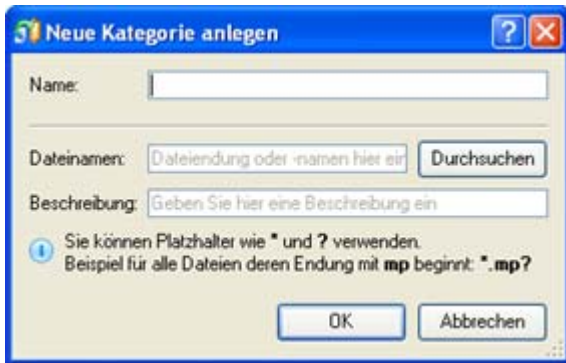 Neue Kategorie anlegen
Name:
Dateinamen: Dateiendung oder -namen hier ein Durchsuchen
Beschreibung: Geben Sie hier eine Beschreibung ein
Sie können Platzhalter wie * und ? verwenden.
Beispiel für alle Dateien deren Endung mit mp beginnt: *.mp?
OK Abbrechen